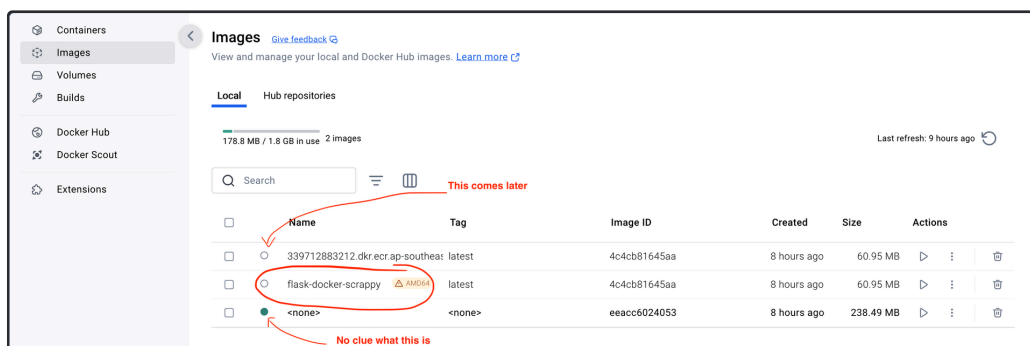 Containers
Images
Volumes
Builds
Docker Hub
Docker Scout
Extensions
Images Give feedback
View and manage your local and Docker Hub images. Learn more
Local Hub repositories
178.8 MB / 1.8 GB in use 2 images
Last refresh: 9 hours ago
Search
This comes later
Name Tag Image ID Created Size Actions
339712883212.dkr.ecr.ap-southeas latest 4c4cb81645aa 8 hours ago 60.95 MB
flask-docker-scrappy AMD64 latest 4c4cb81645aa 8 hours ago 60.95 MB
<none> <none> eeacc6024053 8 hours ago 238.49 MB
No clue what this is